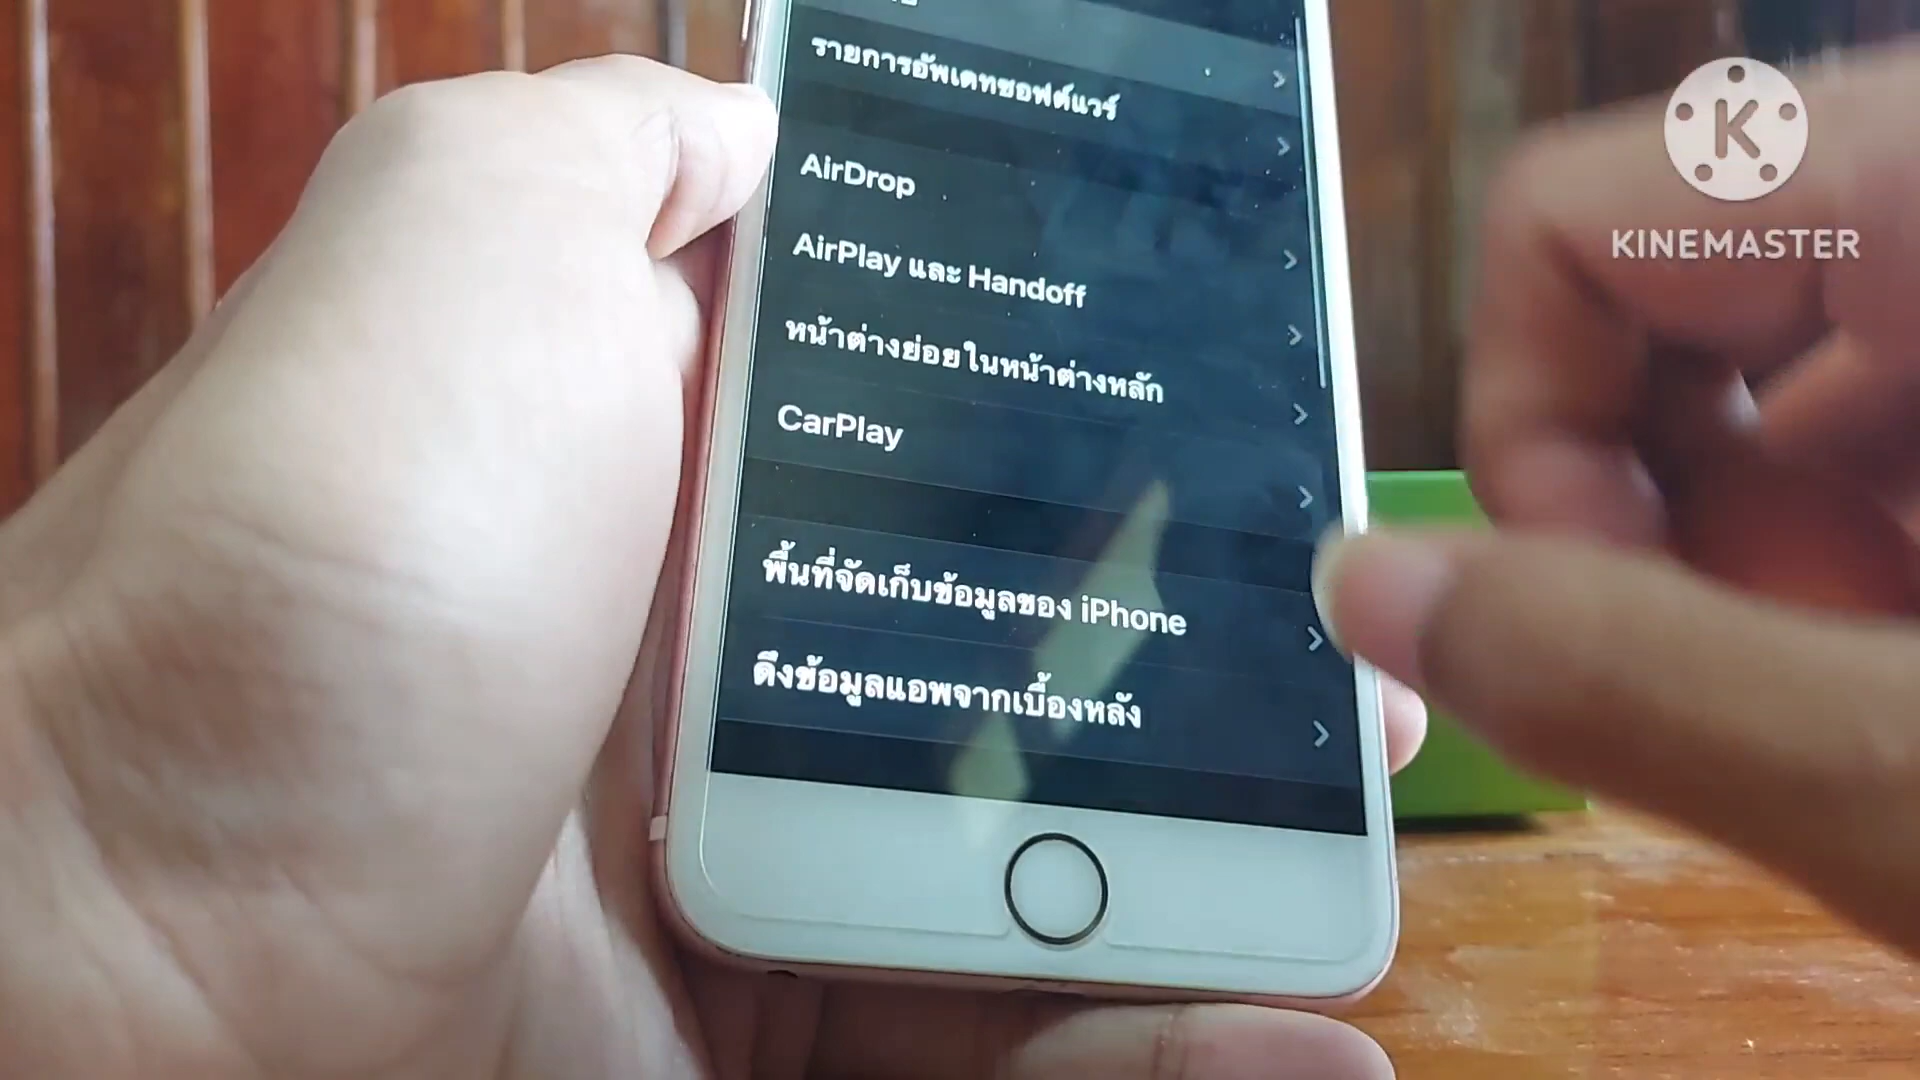 รายการอัพเดทซอฟต์แวร์
AirDrop
AirPlay และ Handoff
หน้าต่างย่อยในหน้าต่างหลัก
CarPlay
พื้นที่จัดเก็บข้อมูลของ iPhone
ดึงข้อมูลแอพจากเบื้องหลัง
K
KINEMASTER